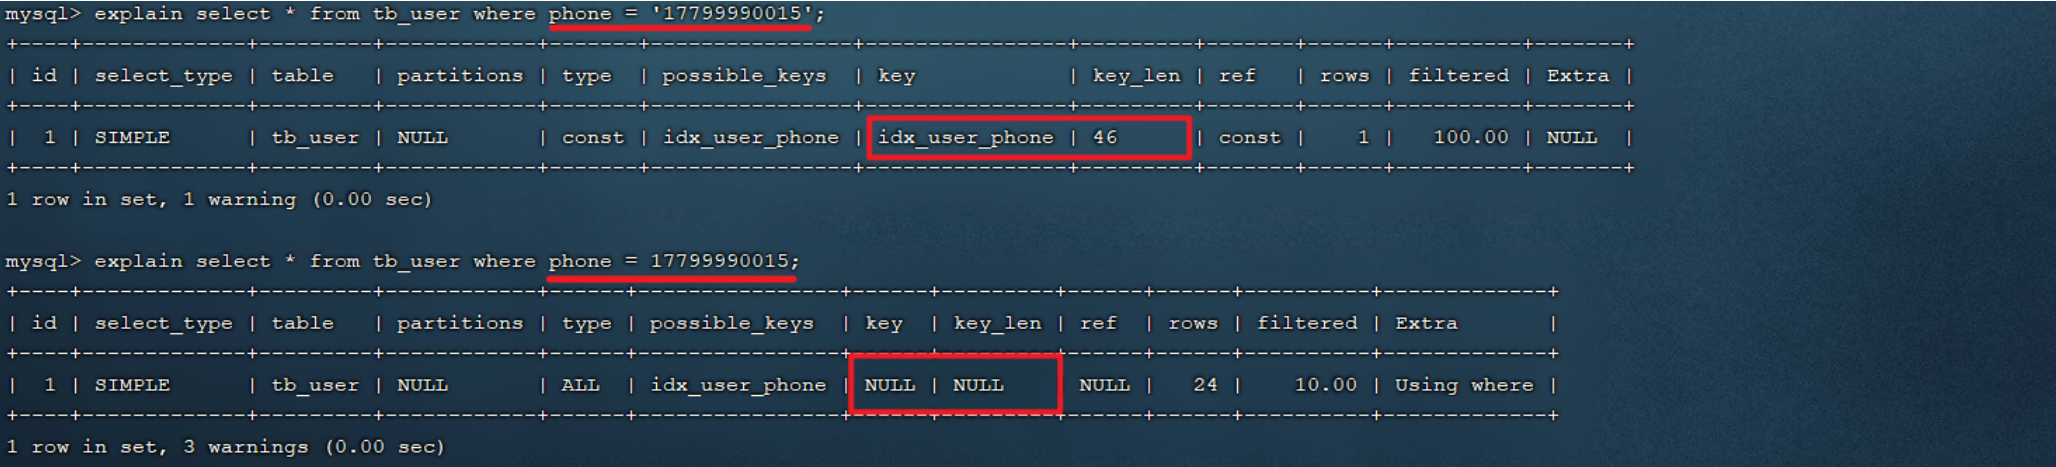 mysql> explain select * from tb_user where phone = '17799990015';
+----+-------------+---------+------------+-------+----------------+----------------+---------+-------+------+----------+-------+
| id | select_type | table   | partitions | type  | possible_keys  | key            | key_len | ref   | rows | filtered | Extra |
+----+-------------+---------+------------+-------+----------------+----------------+---------+-------+------+----------+-------+
| 1 | SIMPLE      | tb_user | NULL       | const | idx_user_phone | idx_user_phone | 46      | const |    1 |   100.00 | NULL  |
+----+-------------+---------+------------+-------+----------------+----------------+---------+-------+------+----------+-------+
1 row in set, 1 warning (0.00 sec)
mysql> explain select * from tb_user where phone = 17799990015;
+----+-------------+---------+------------+------+----------------+------+---------+------+------+----------+-------------+
| id | select_type | table   | partitions | type | possible_keys  | key  | key_len | ref  | rows | filtered | Extra       |
+----+-------------+---------+------------+------+----------------+------+---------+------+------+----------+-------------+
| 1 | SIMPLE      | tb_user | NULL       | ALL  | idx_user_phone | NULL | NULL    | NULL |   24 |    10.00 | Using where |
+----+-------------+---------+------------+------+----------------+------+---------+------+------+----------+-------------+
1 row in set, 3 warnings (0.00 sec)